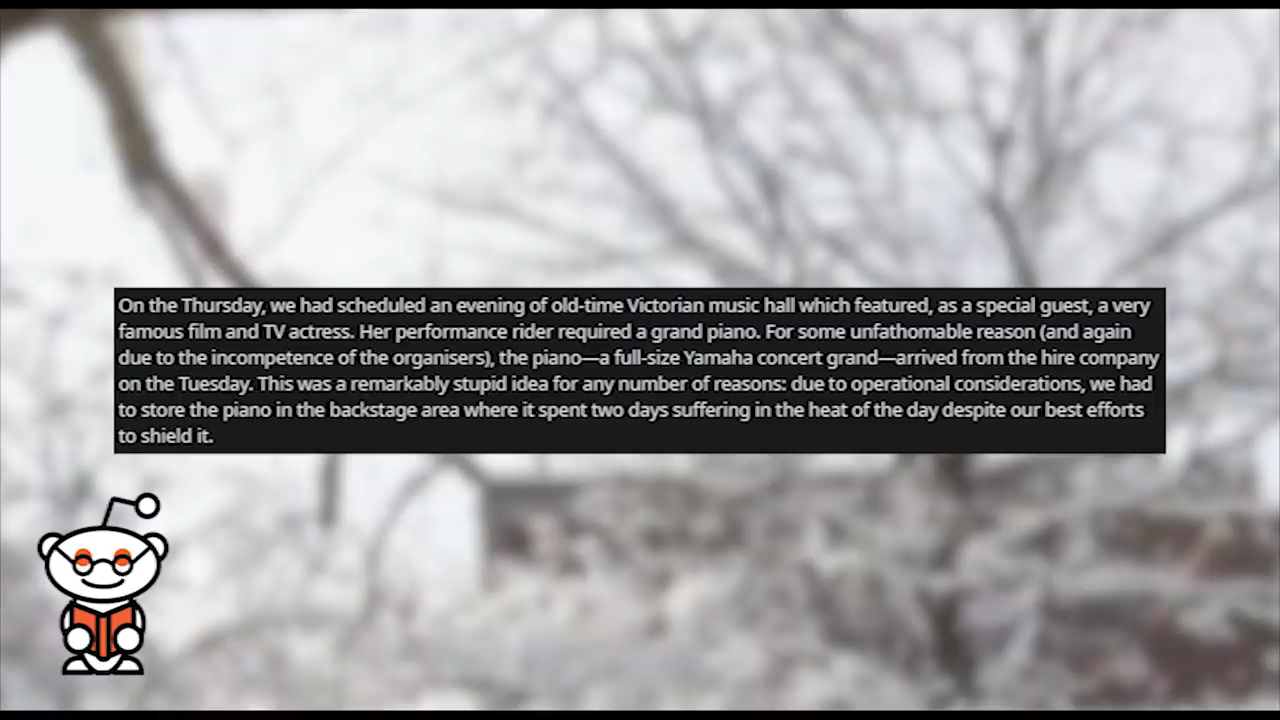 On the Thursday, we had scheduled an evening of old-time Victorian music hall which featured, as a special guest, a very
famous film and TV actress. Her performance rider required a grand piano. For some unfathomable reason (and again
due to the incompetence of the organisers), the piano—a full-size Yamaha concert grand—arrived from the hire company
on the Tuesday. This was a remarkably stupid idea for any number of reasons: due to operational considerations, we had
to store the piano in the backstage area where it spent two days suffering in the heat of the day despite our best efforts
to shield it.